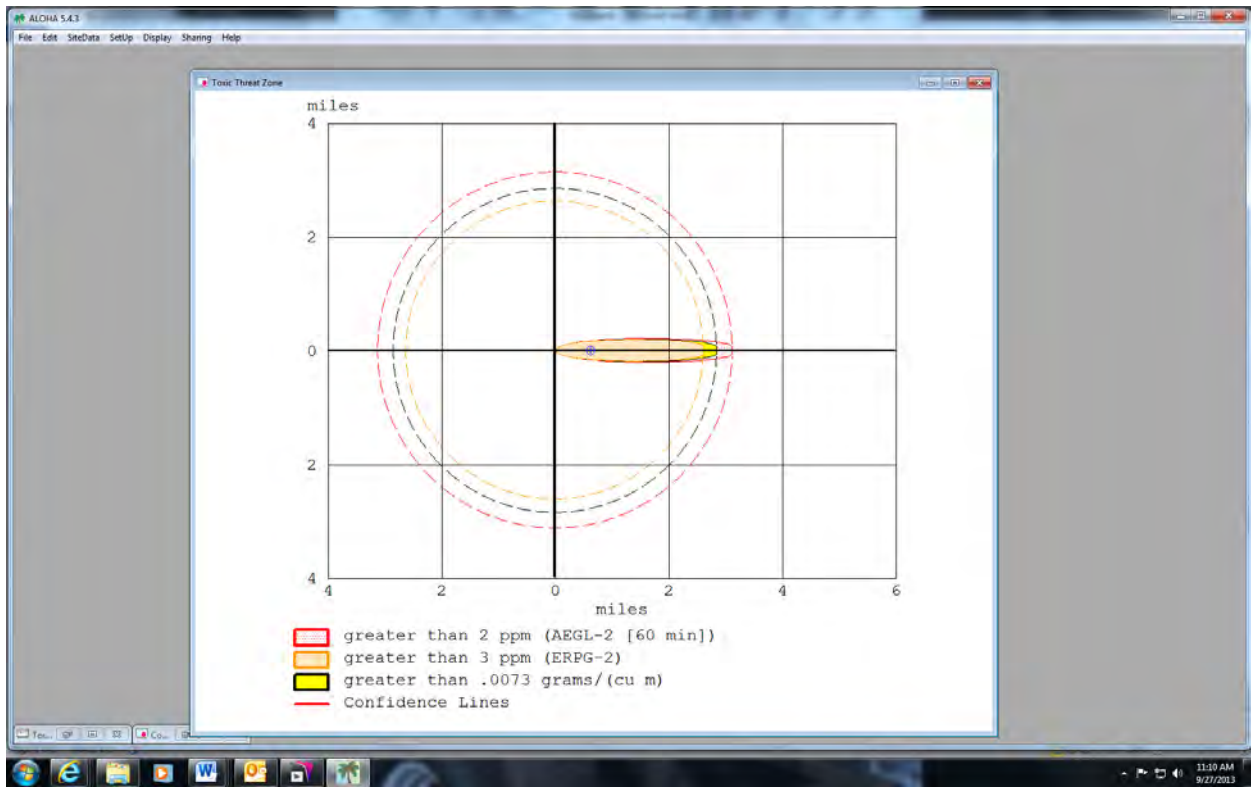 ALOHA 5.4.3
File Edit SiteData SetUp Display Sharing Help
Toxic Threat Zone
miles
4
2
0
2
4
4 2 0 2 4 6
miles
greater than 2 ppm (AEGL-2 [60 min])
greater than 3 ppm (ERPG-2)
greater than .0073 grams/(cu m)
Confidence Lines
Tex... Co...
11:10 AM
9/27/2013